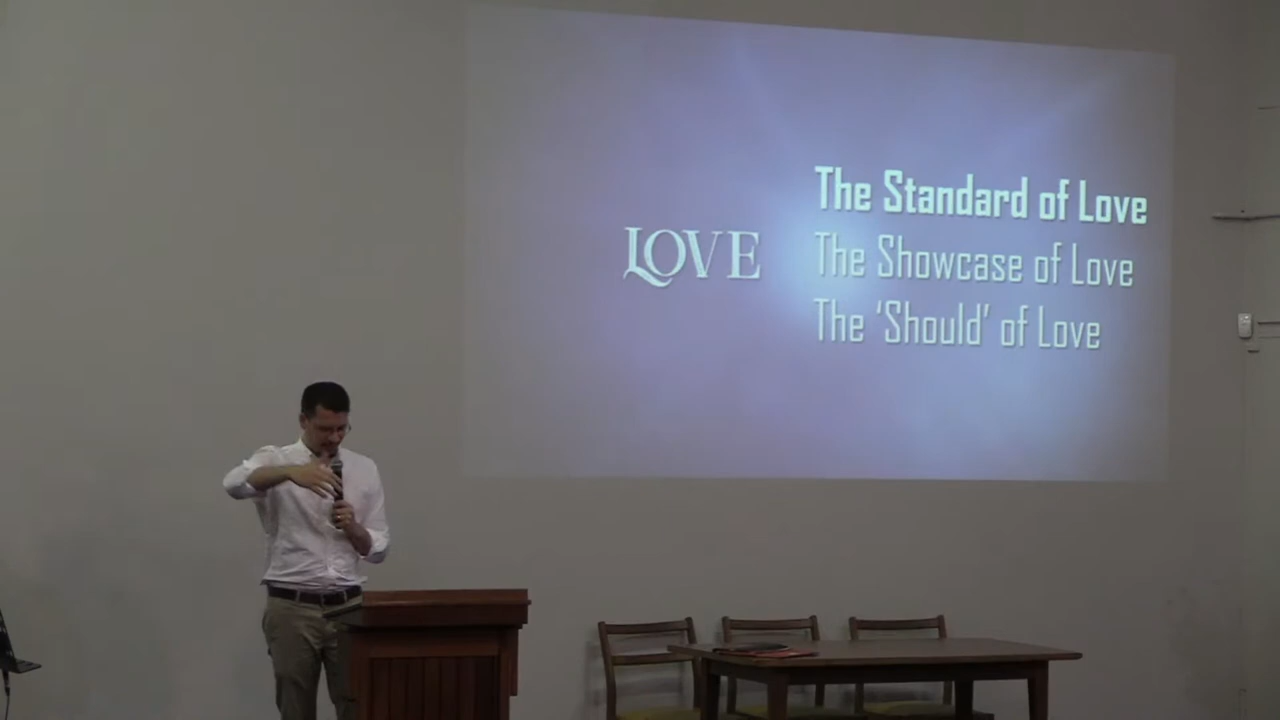 LOVE
The Standard of Love
The Showcase of Love
The ‘Should’ of Love